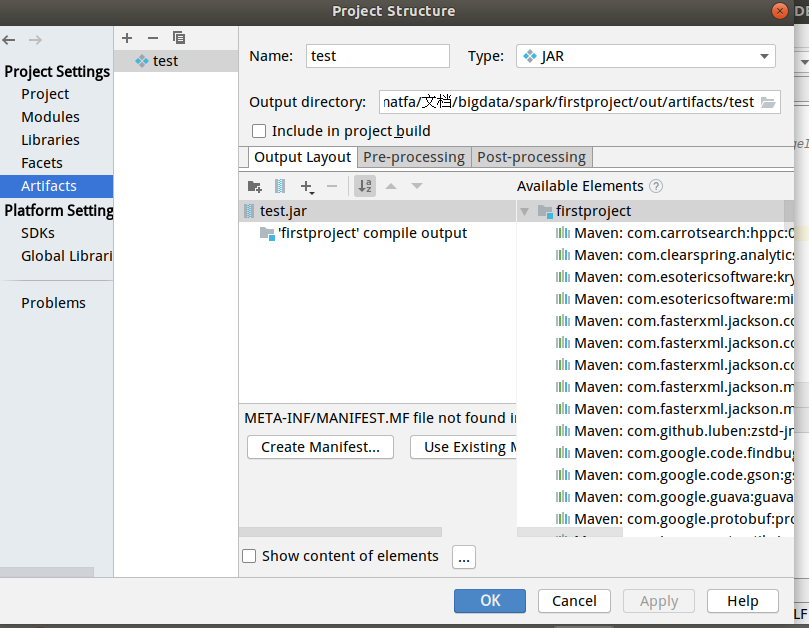 Project Structure
DE
Project Settings
Project
Modules
Libraries
Facets
Artifacts
Platform Setting
SDKs
Global Librari
Problems
test
Name: test Type: JAR
Output directory: natfa/文档/bigdata/spark/firstproject/out/artifacts/test
Include in project build
Output Layout Pre-processing Post-processing
Available Elements ?
test.jar
'firstproject' compile output
firstproject
Maven: com.carrotsearch:hppc:0
Maven: com.clearspring.analytics
Maven: com.esotericsoftware:kry
Maven: com.esotericsoftware:mi
Maven: com.fasterxml.jackson.co
Maven: com.fasterxml.jackson.co
Maven: com.fasterxml.jackson.co
Maven: com.fasterxml.jackson.m
Maven: com.fasterxml.jackson.m
Maven: com.github.luben:zstd-jn
Maven: com.google.code.findbug
Maven: com.google.code.gson:gs
Maven: com.google.guava:guava
Maven: com.google.protobuf:pro
META-INF/MANIFEST.MF file not found in
Create Manifest... Use Existing M
Show content of elements ...
OK Cancel Apply Help
LF